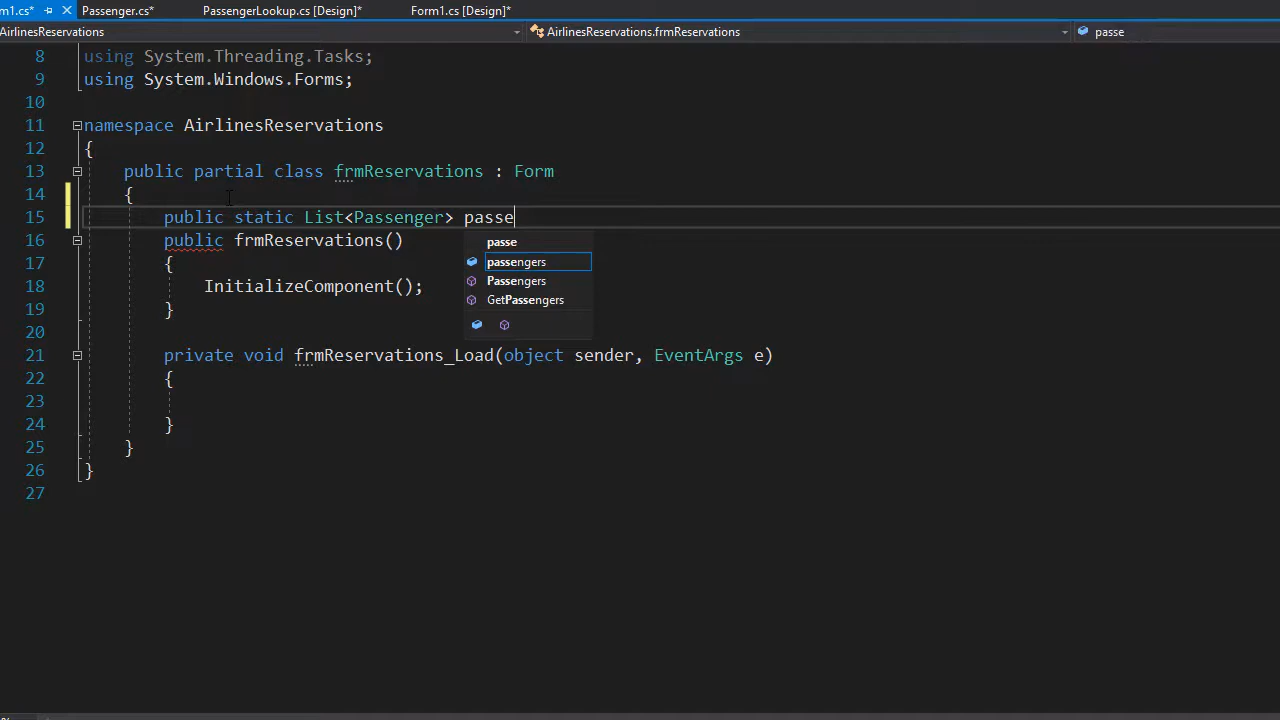 m1.cs* Passenger.cs* PassengerLookup.cs [Design]* Form1.cs [Design]*
AirlinesReservations AirlinesReservations.frmReservations passe
8 using System.Threading.Tasks;
9 using System.Windows.Forms;
10
11 namespace AirlinesReservations
12 {
13 public partial class frmReservations : Form
14 {
15 public static List<Passenger> passe
16 public frmReservations()
passe
17 {
passengers
18 InitializeComponent();
Passengers
19 }
GetPassengers
20
21 private void frmReservations_Load(object sender, EventArgs e)
22 {
23
24 }
25 }
26 }
27
%